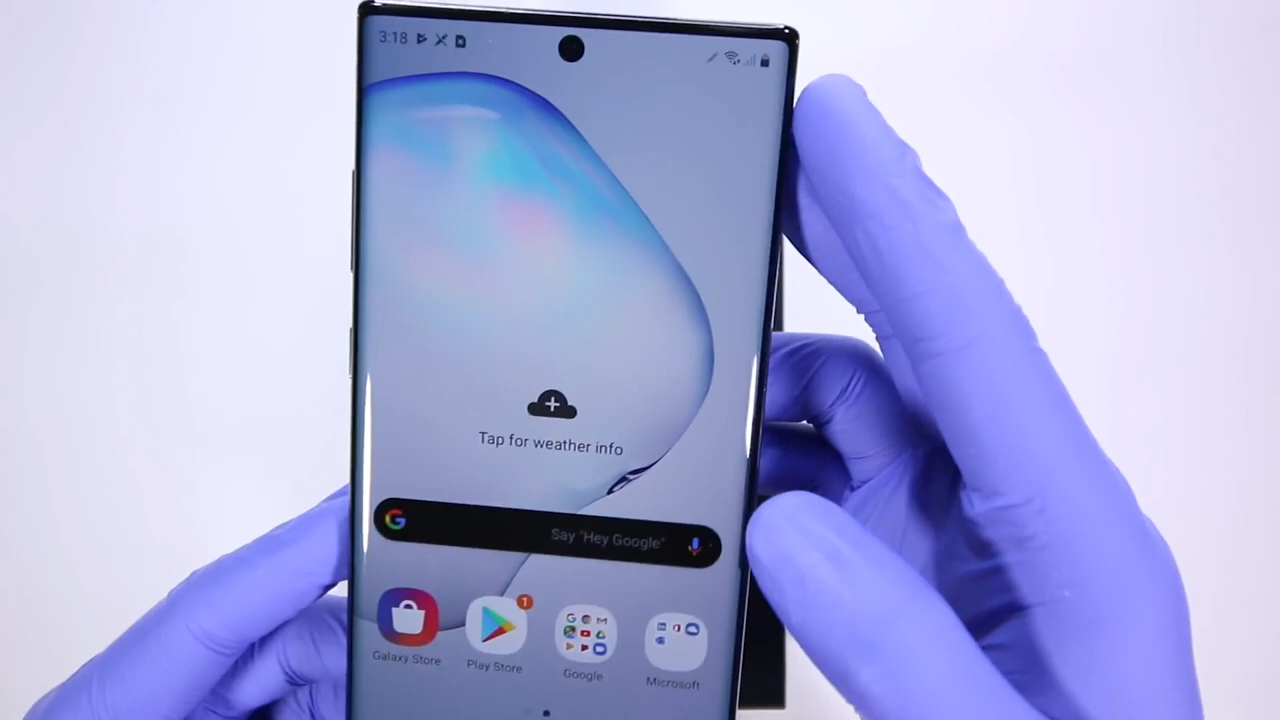 3:18
Tap for weather info
G
Say "Hey Google"
1
Galaxy Store
Play Store
Google
Microsoft